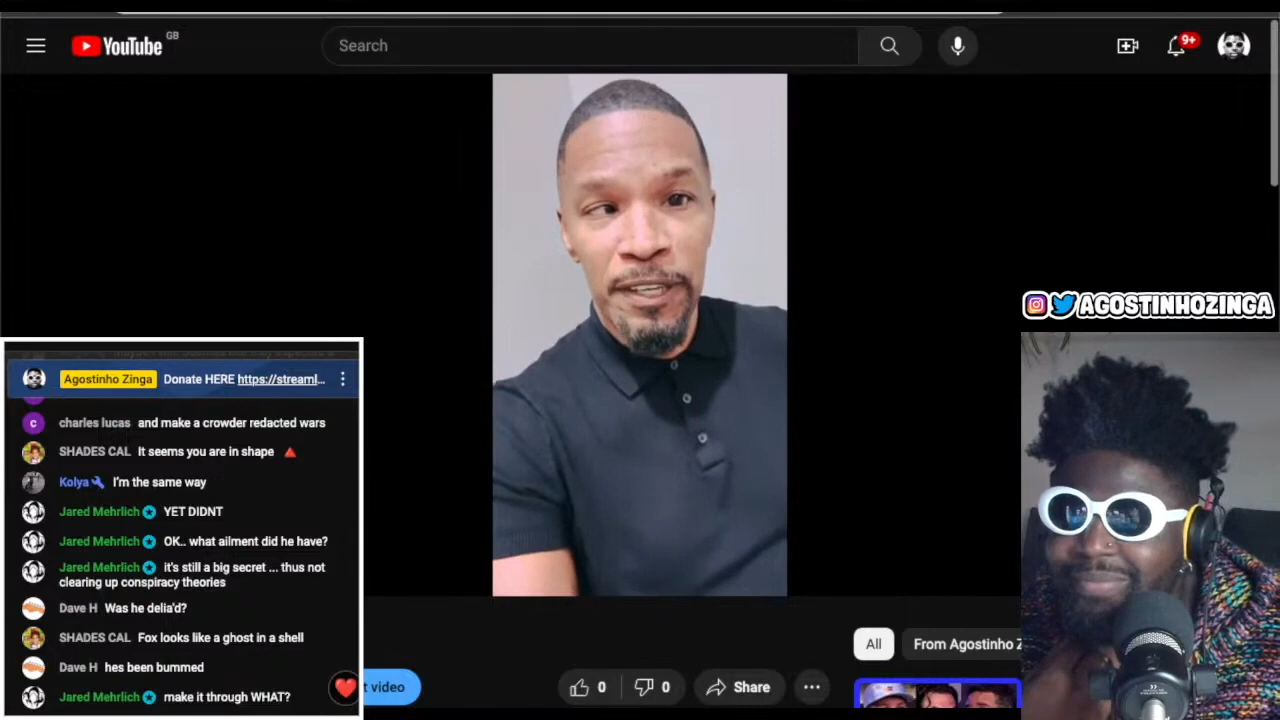 YouTube GB
Search
9+
AGOSTINHOZINGA
Agostinho Zinga Donate HERE https://streaml...
c charles lucas and make a crowder redacted wars
SHADES CAL It seems you are in shape
Kolya I'm the same way
Jared Mehrlich YET DIDNT
Jared Mehrlich OK.. what ailment did he have?
Jared Mehrlich it's still a big secret ... thus not
clearing up conspiracy theories
Dave H Was he delia'd?
SHADES CAL Fox looks like a ghost in a shell
Dave H hes been bummed
Jared Mehrlich make it through WHAT?
t video
0
0
Share
All
From Agostinho Z